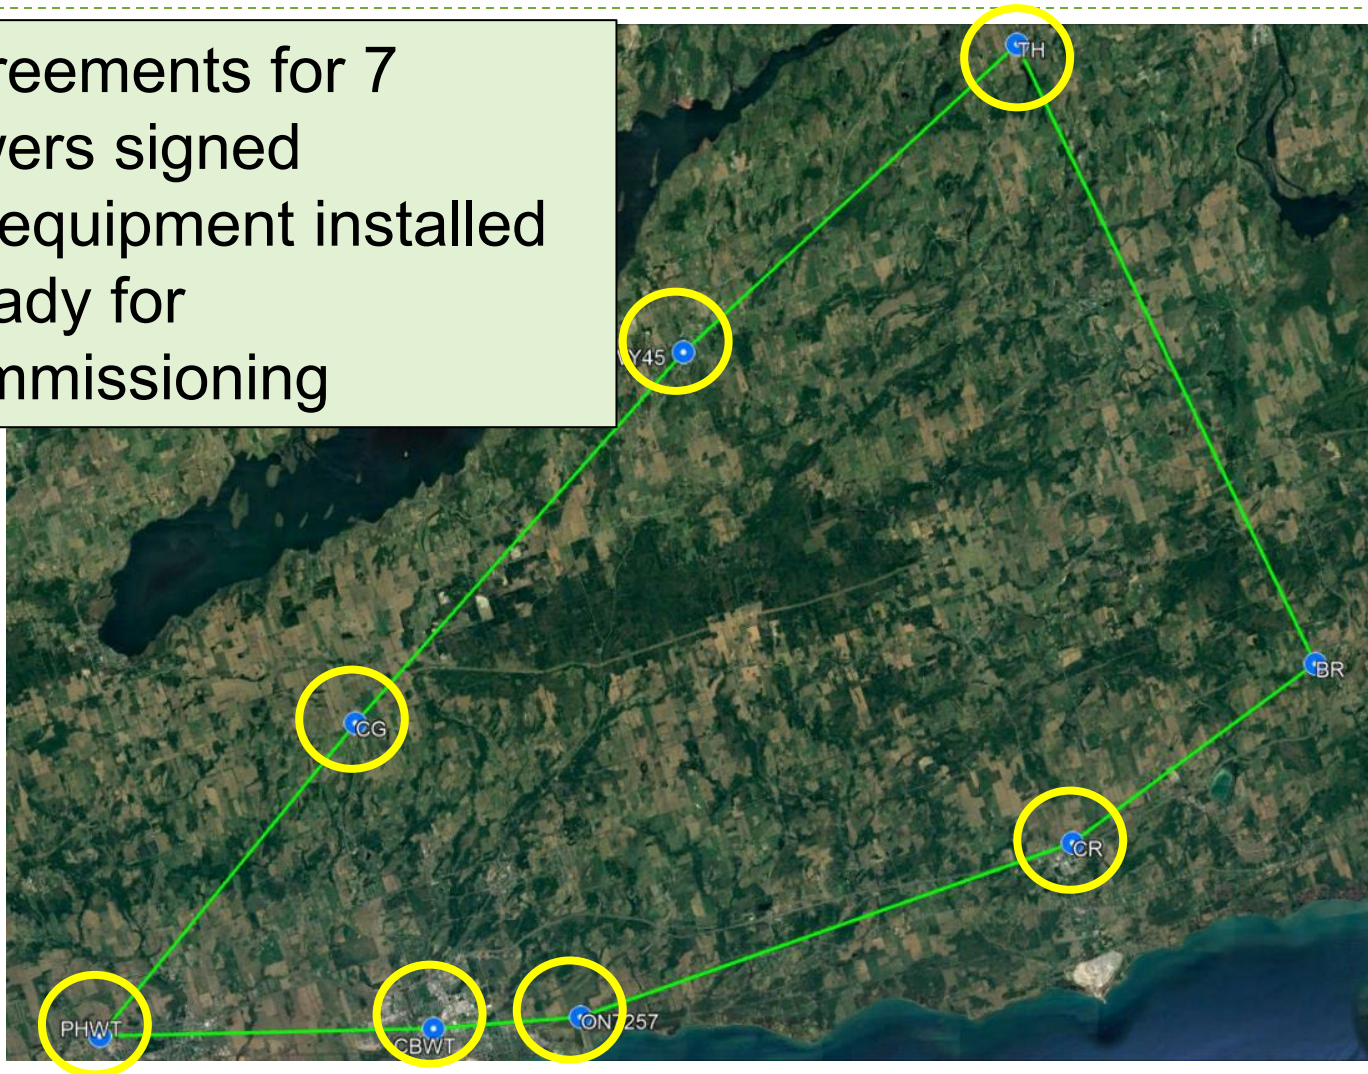 reements for 7
vers signed
equipment installed
ady for
mmissioning
TH
Y45
CG
BR
CR
PHWT
CBWT
ON7257